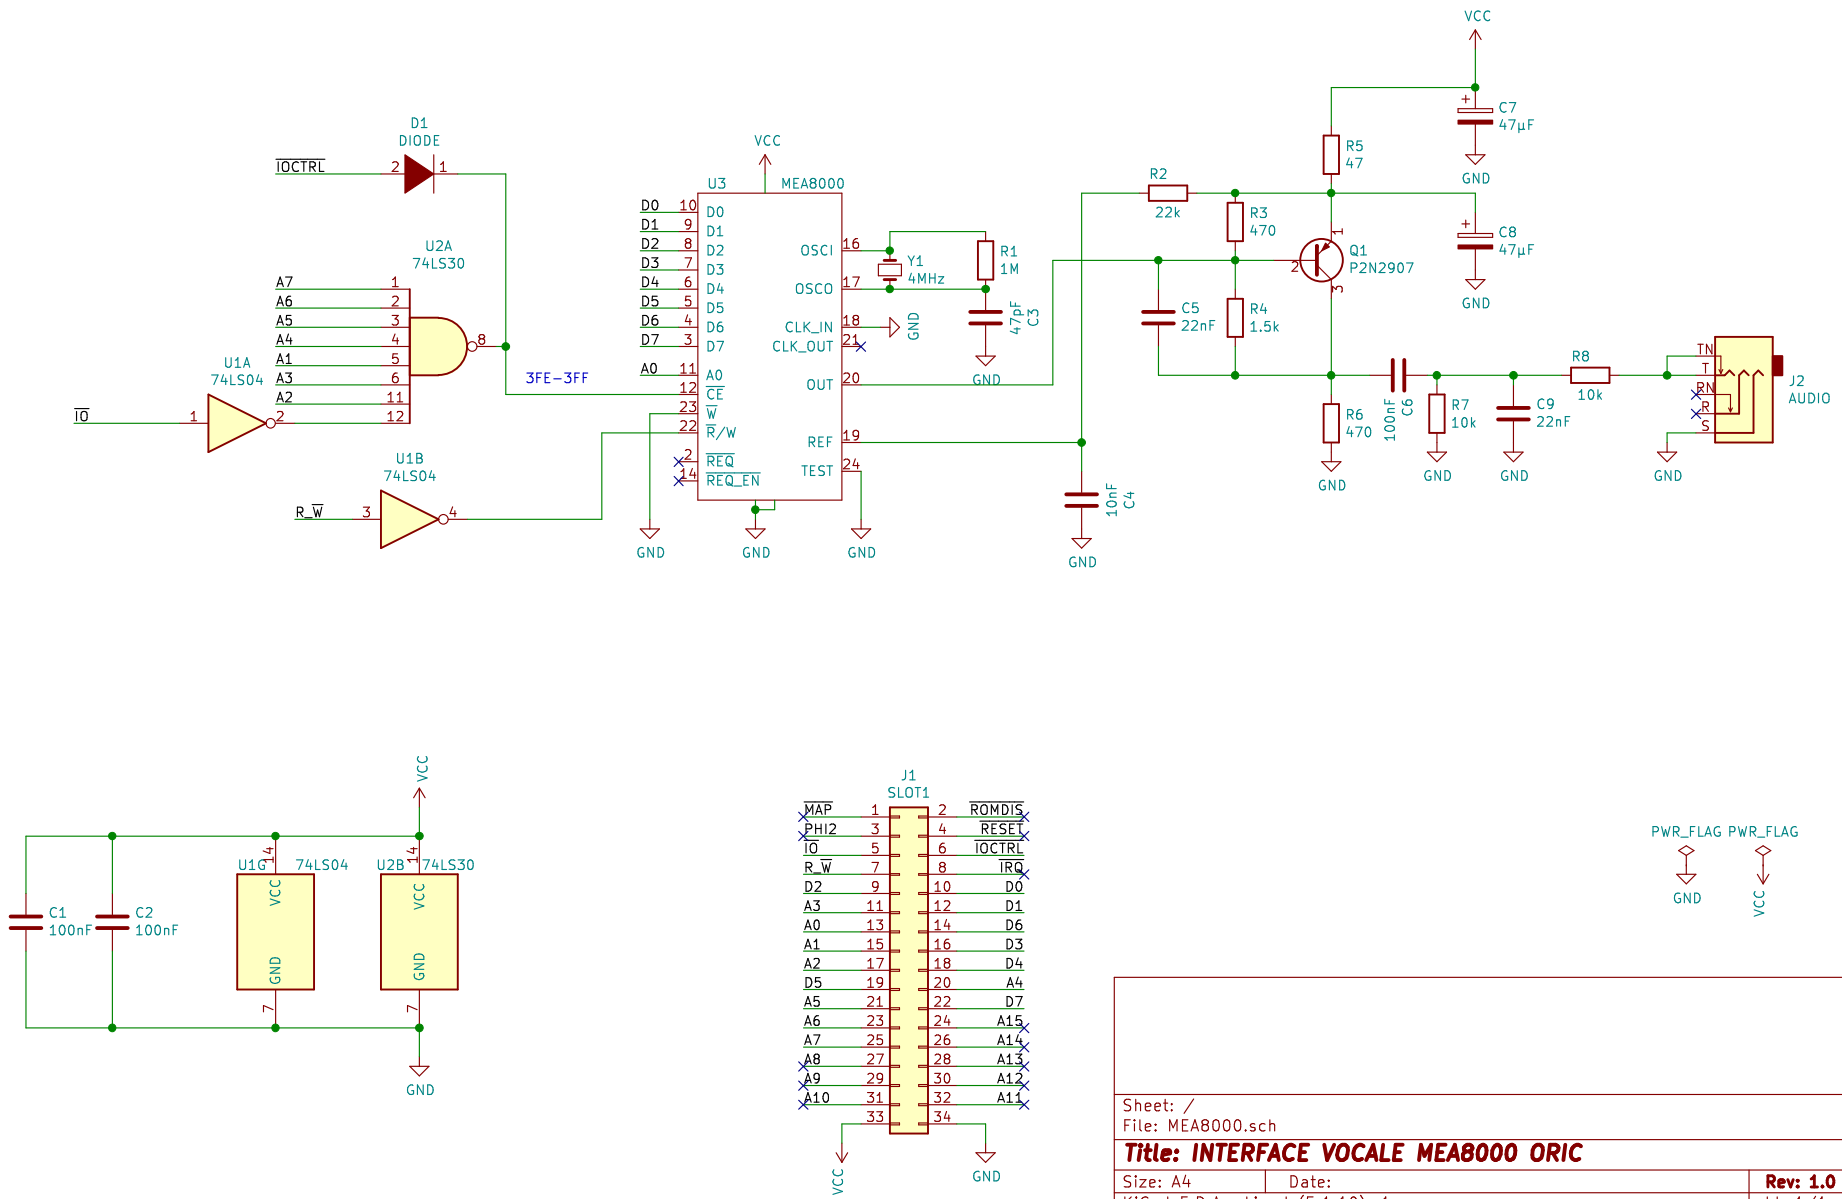 VCC
C7
47µF
GND
R5
47
D1
DIODE
IOCTRL
2
1
VCC
U3
MEA8000
R2
22k
R3
470
C8
47µF
GND
1
Q1
P2N2907
2
3
D0 10 D0
D1 9 D1
D2 8 D2
D3 7 D3
D4 6 D4
D5 5 D5
D6 4 D6
D7 3 D7
A0 11 A0
12 CE
23 W
22 R/W
2 REQ
14 REQ_EN
OSCI 16
OSCO 17
CLK_IN 18
CLK_OUT 21
OUT 20
REF 19
TEST 24
Y1
4MHz
R1
1M
47pF
C3
GND
GND
U2A
74LS30
A7 1
A6 2
A5 3
A4 4
A1 5
A3 6
A2 11
12
8
3FE-3FF
U1A
74LS04
IO
1
2
U1B
74LS04
R_W
3
4
GND
GND
GND
C5
22nF
R4
1.5k
10nF
C4
GND
R6
470
GND
100nF
C6
R7
10k
GND
C9
22nF
GND
R8
10k
TN
T
RN
R
S
J2
AUDIO
GND
VCC
U1G
74LS04
14
VCC
GND
7
U2B
74LS30
14
VCC
GND
7
C1
100nF
C2
100nF
GND
J1
SLOT1
MAP 1 2 ROMDIS
PHI2 3 4 RESET
IO 5 6 IOCTRL
R_W 7 8 IRQ
D2 9 10 D0
A3 11 12 D1
A0 13 14 D6
A1 15 16 D3
A2 17 18 D4
D5 19 20 A4
A5 21 22 D7
A6 23 24 A15
A7 25 26 A14
A8 27 28 A13
A9 29 30 A12
A10 31 32 A11
33 34
VCC
GND
PWR_FLAG PWR_FLAG
GND
VCC
Sheet: /
File: MEA8000.sch
Title: INTERFACE VOCALE MEA8000 ORIC
Size: A4
Date:
Rev: 1.0